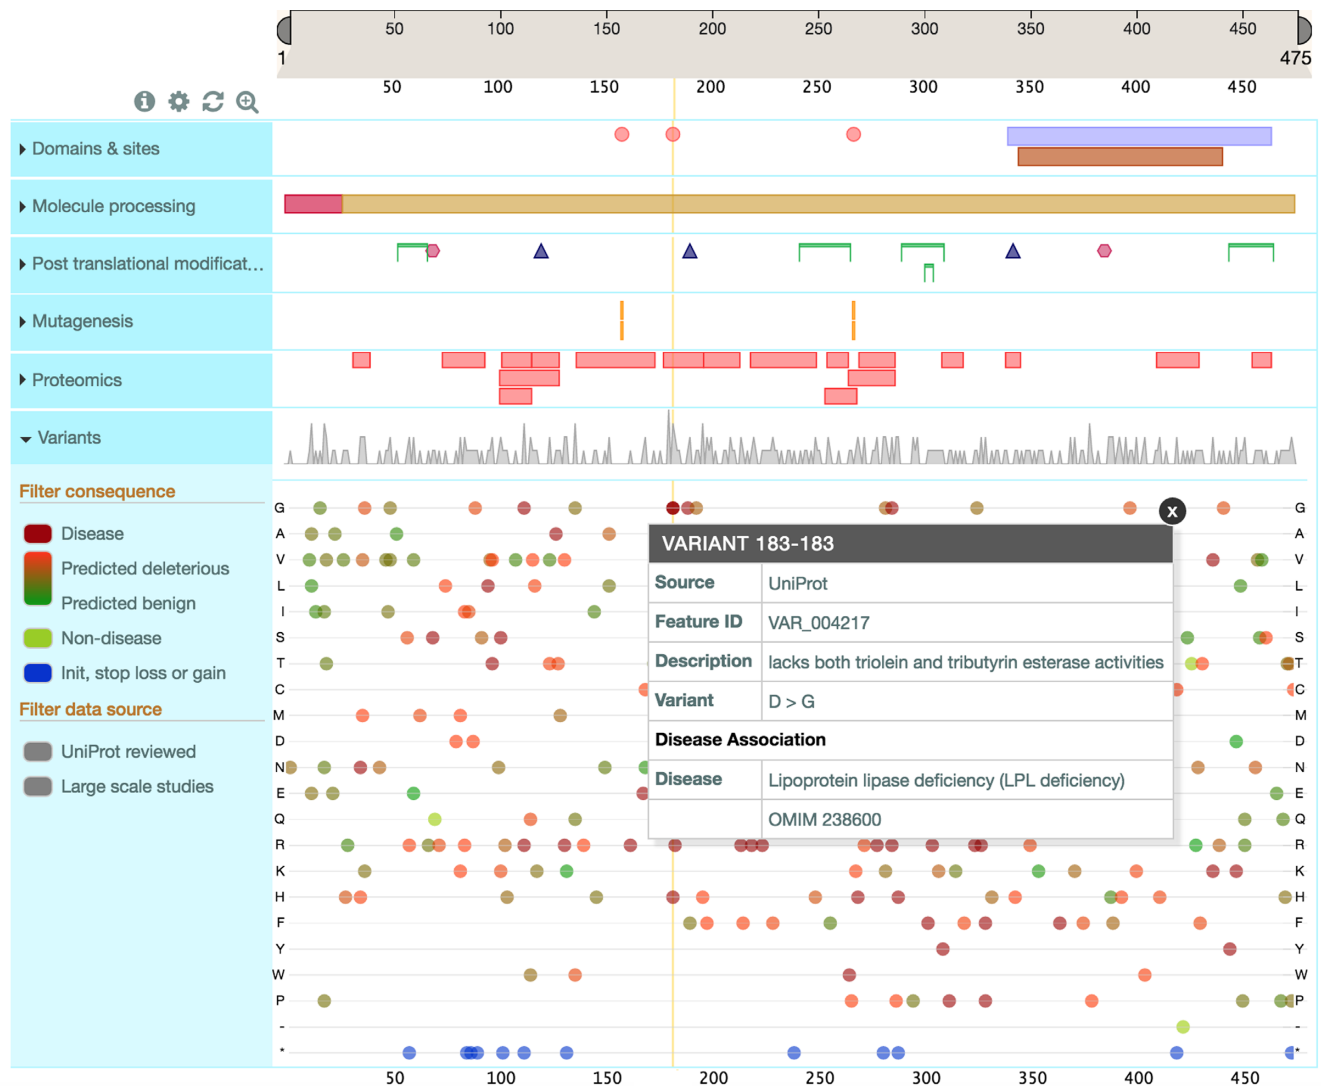 50 100 150 200 250 300 350 400 450
1 475
50 100 150 200 250 300 350 400 450
Domains & sites
Molecule processing
Post translational modificat...
Mutagenesis
Proteomics
Variants
Filter consequence
Disease
Predicted deleterious
Predicted benign
Non-disease
Init, stop loss or gain
Filter data source
UniProt reviewed
Large scale studies
G G
A A
V V
L L
I I
S S
T T
C C
M M
D D
N N
E E
Q Q
R R
K K
H H
F F
Y Y
W W
P P
- -
* *
x
VARIANT 183-183
Source UniProt
Feature ID VAR_004217
Description lacks both triolein and tributyrin esterase activities
Variant D > G
Disease Association
Disease Lipoprotein lipase deficiency (LPL deficiency)
OMIM 238600
50 100 150 200 250 300 350 400 450